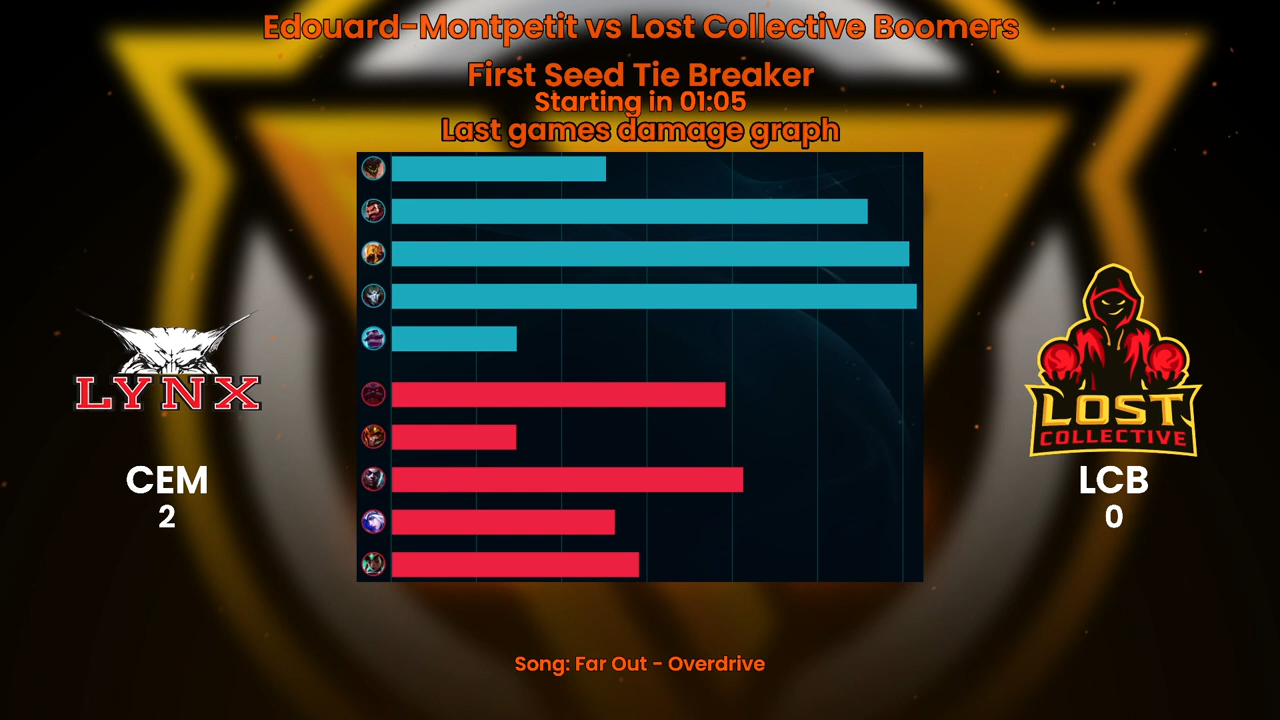 Edouard-Montpetit vs Lost Collective Boomers
First Seed Tie Breaker
Starting in 01:05
Last games damage graph
LYNX
CEM
2
LOST
COLLECTIVE
LCB
0
Song: Far Out - Overdrive